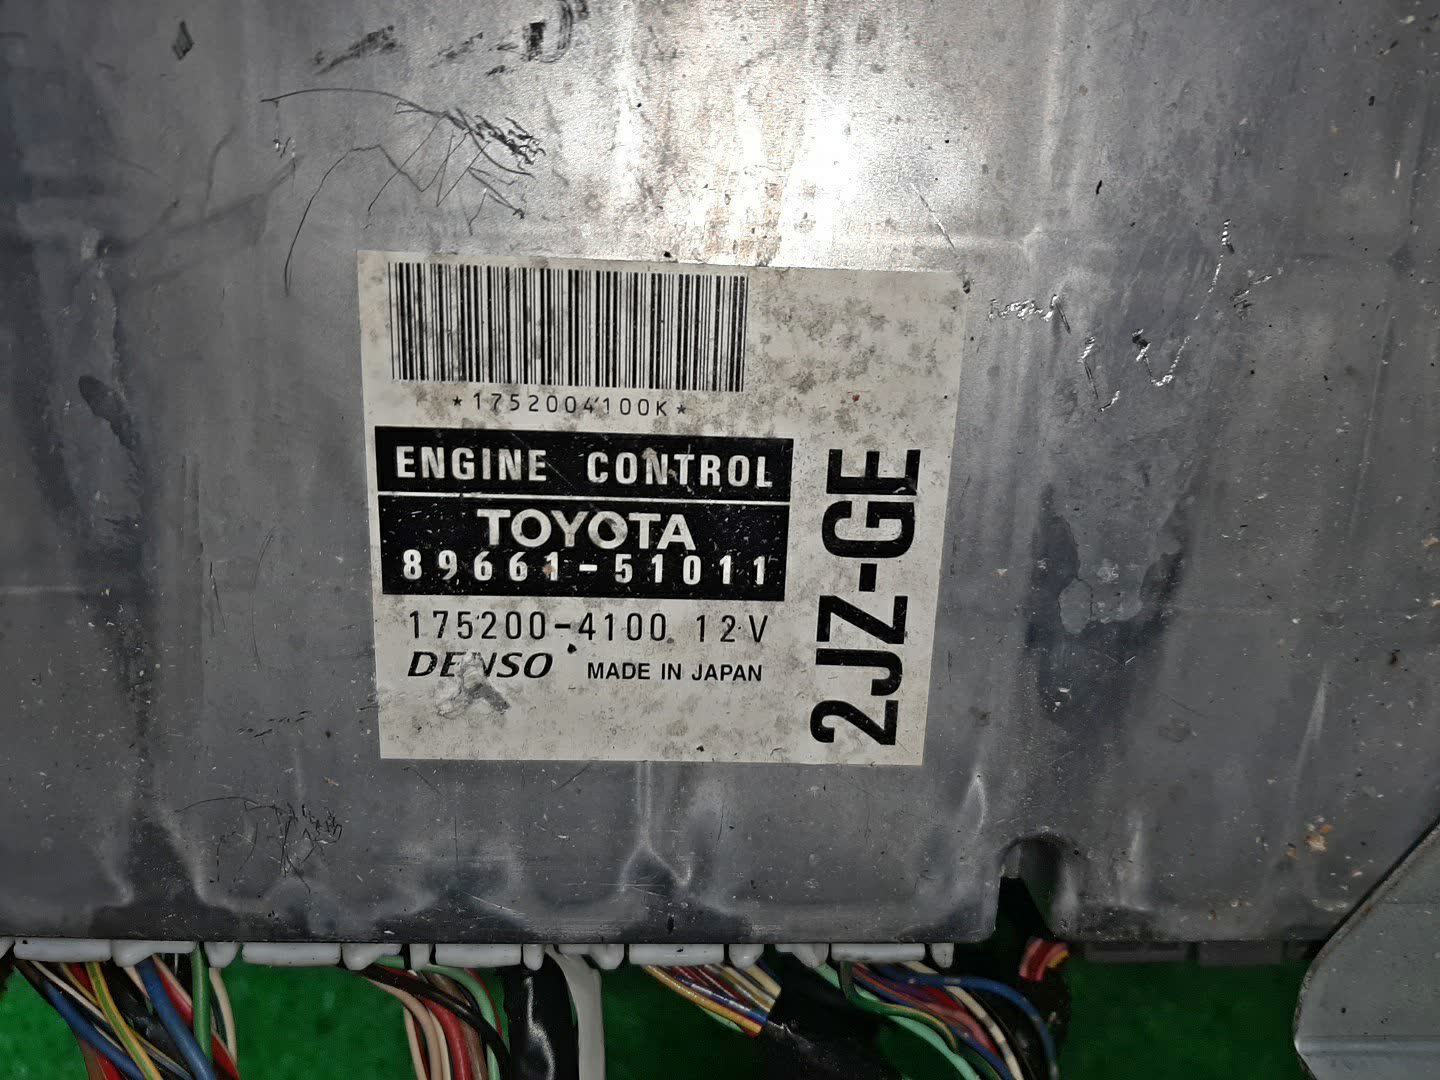 *1752004100K*
ENGINE CONTROL
TOYOTA
89661-51011
175200-4100 12V
DENSO MADE IN JAPAN
2JZ-GE